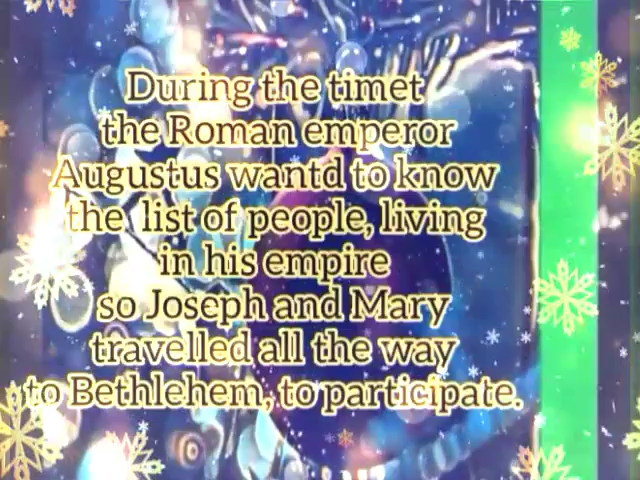 During the timet
the Roman emperor
Augustus wantd to know
the list of people, living
in his empire
so Joseph and Mary
travelled all the way
to Bethlehem, to participate.